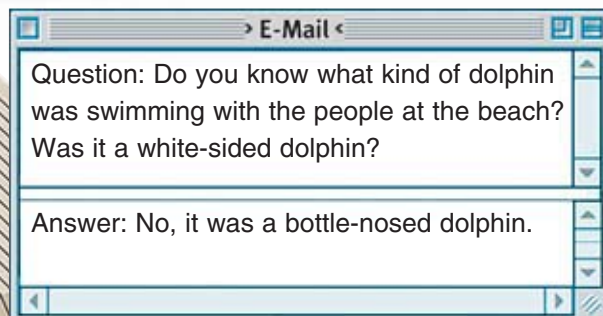 > E-Mail <
Question: Do you know what kind of dolphin
was swimming with the people at the beach?
Was it a white-sided dolphin?
Answer: No, it was a bottle-nosed dolphin.